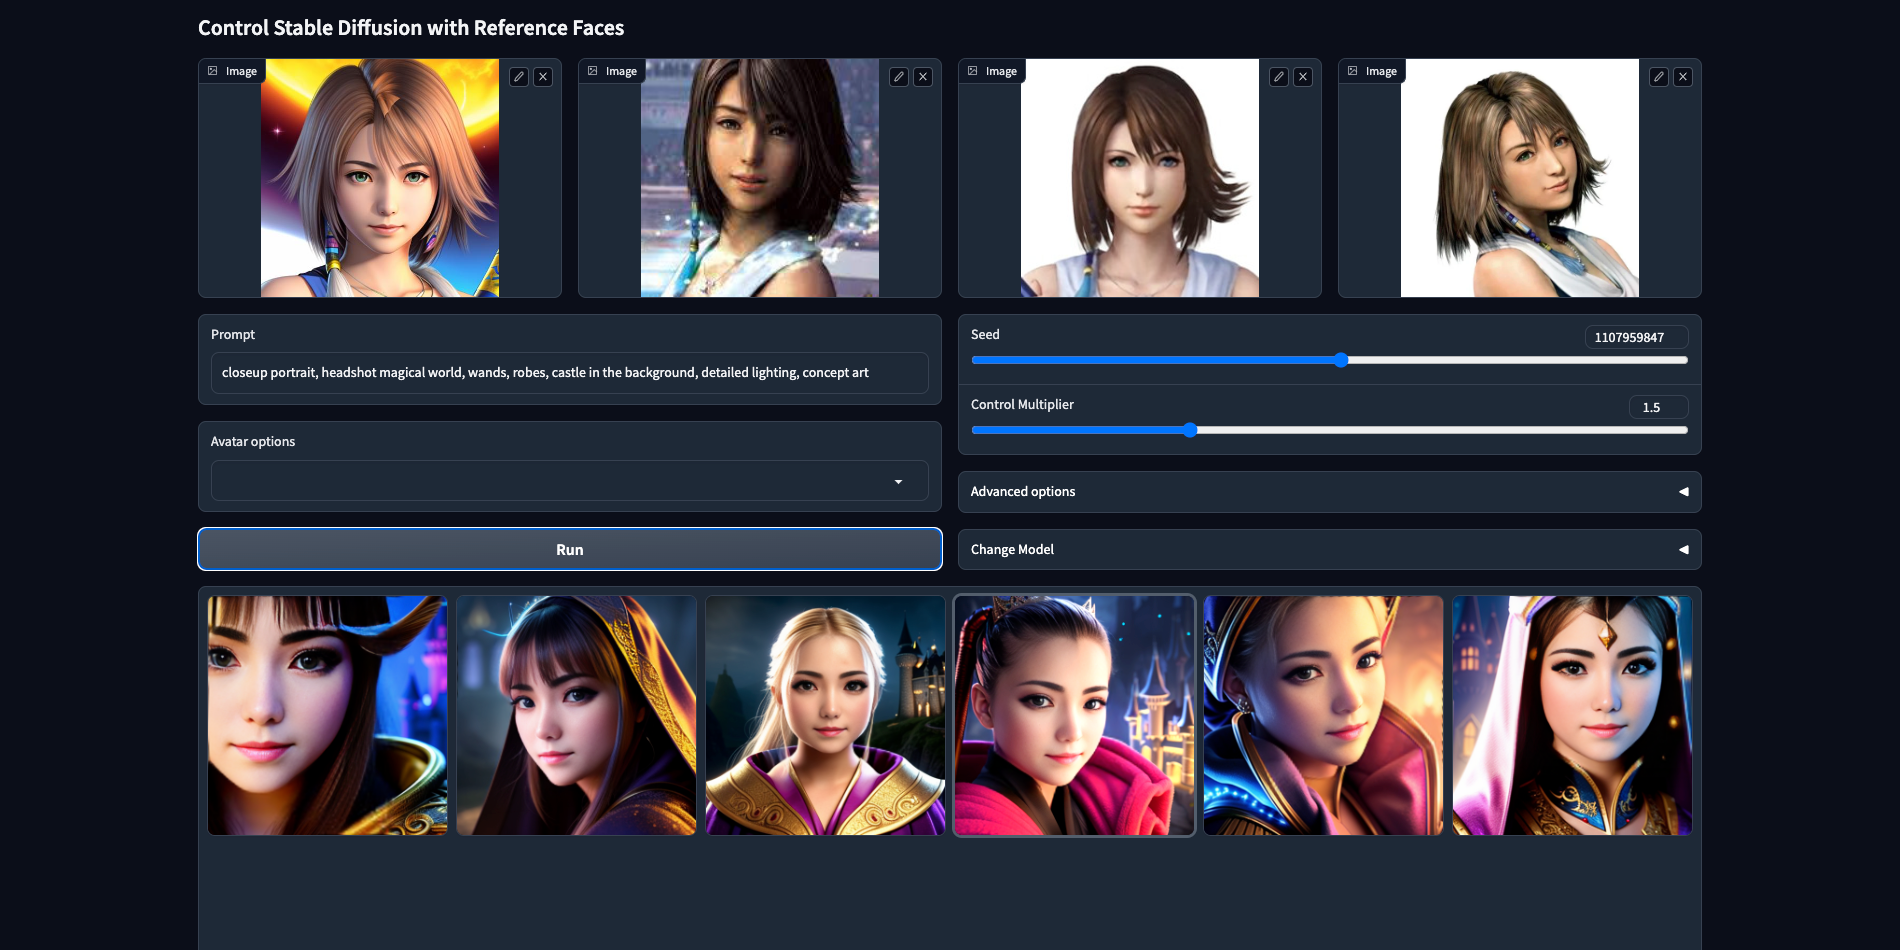 Control Stable Diffusion with Reference Faces
Image
Image
Image
Image
Prompt
closeup portrait, headshot magical world, wands, robes, castle in the background, detailed lighting, concept art
Seed
1107959847
Control Multiplier
1.5
Avatar options
Advanced options
Run
Change Model